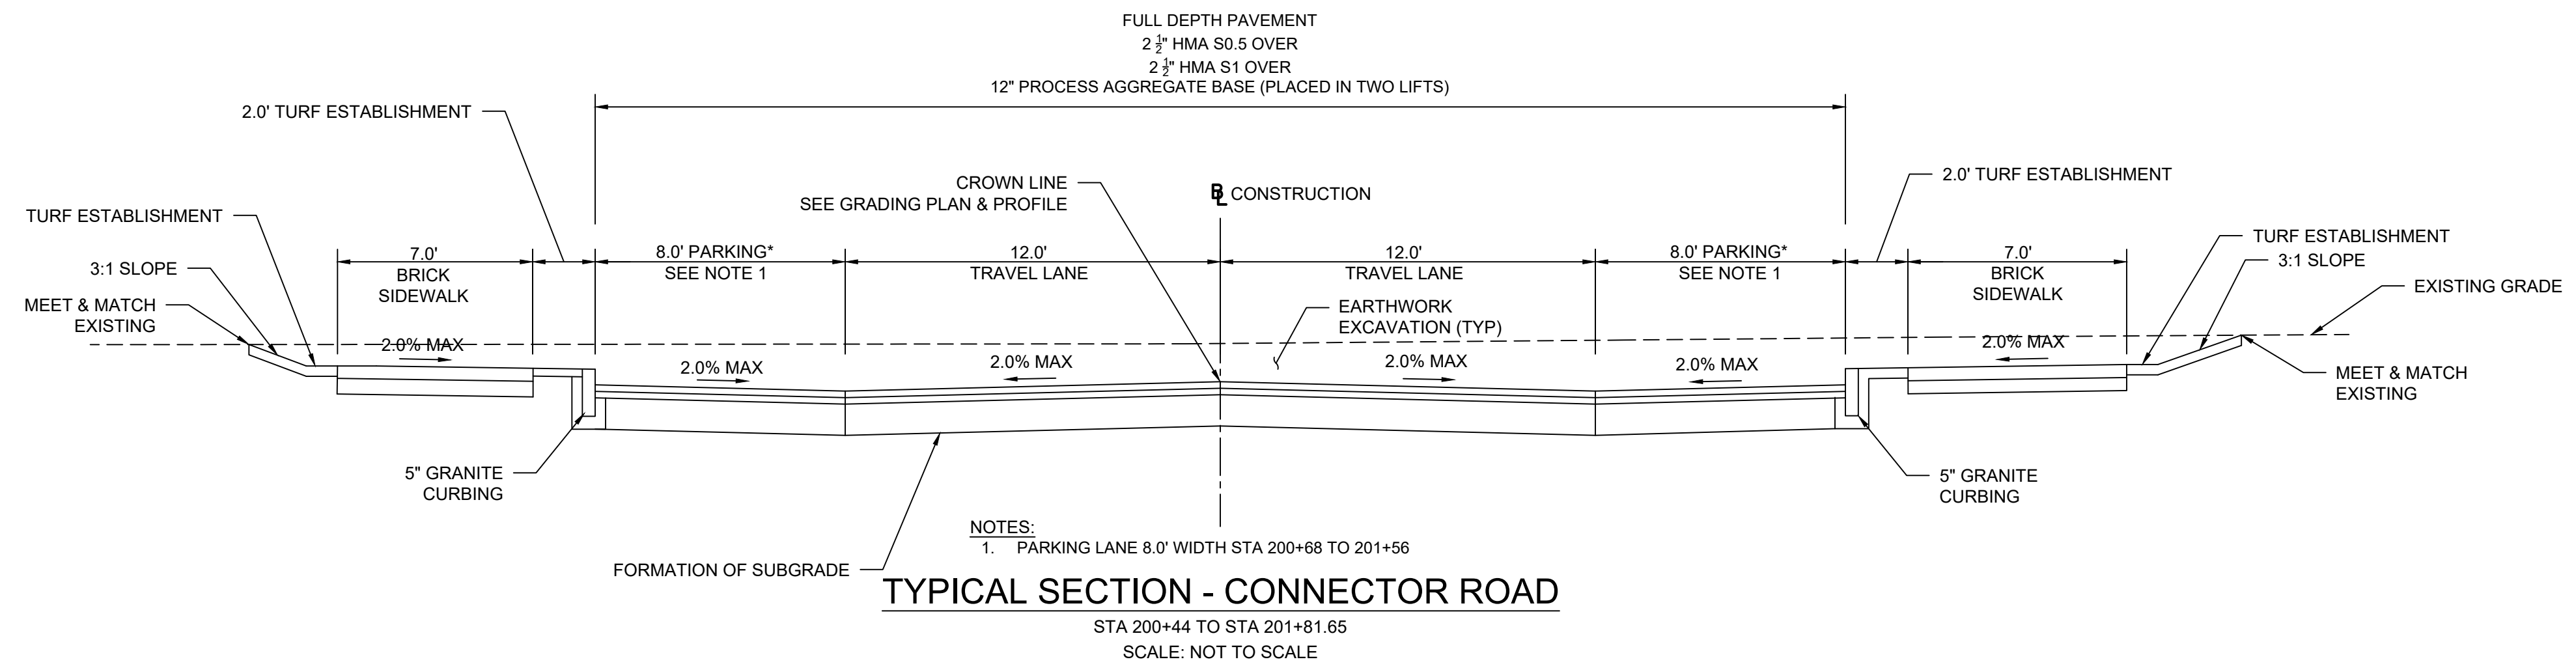 FULL DEPTH PAVEMENT
2 1/2" HMA S0.5 OVER
2 1/2" HMA S1 OVER
12" PROCESS AGGREGATE BASE (PLACED IN TWO LIFTS)
2.0' TURF ESTABLISHMENT
2.0' TURF ESTABLISHMENT
CROWN LINE
SEE GRADING PLAN & PROFILE
BL CONSTRUCTION
TURF ESTABLISHMENT
3:1 SLOPE
MEET & MATCH
EXISTING
7.0'
BRICK
SIDEWALK
8.0' PARKING*
SEE NOTE 1
12.0'
TRAVEL LANE
12.0'
TRAVEL LANE
8.0' PARKING*
SEE NOTE 1
7.0'
BRICK
SIDEWALK
TURF ESTABLISHMENT
3:1 SLOPE
EXISTING GRADE
EARTHWORK
EXCAVATION (TYP)
2.0% MAX
2.0% MAX
2.0% MAX
2.0% MAX
2.0% MAX
2.0% MAX
MEET & MATCH
EXISTING
5" GRANITE
CURBING
5" GRANITE
CURBING
FORMATION OF SUBGRADE
NOTES:
1. PARKING LANE 8.0' WIDTH STA 200+68 TO 201+56
TYPICAL SECTION - CONNECTOR ROAD
STA 200+44 TO STA 201+81.65
SCALE: NOT TO SCALE